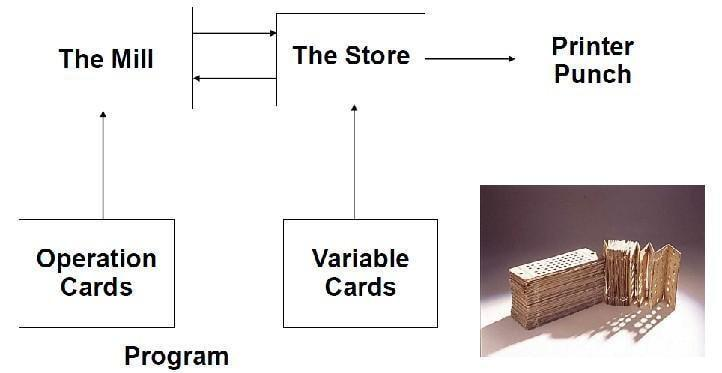 The Mill
The Store
Printer
Punch
Operation
Cards
Variable
Cards
Program